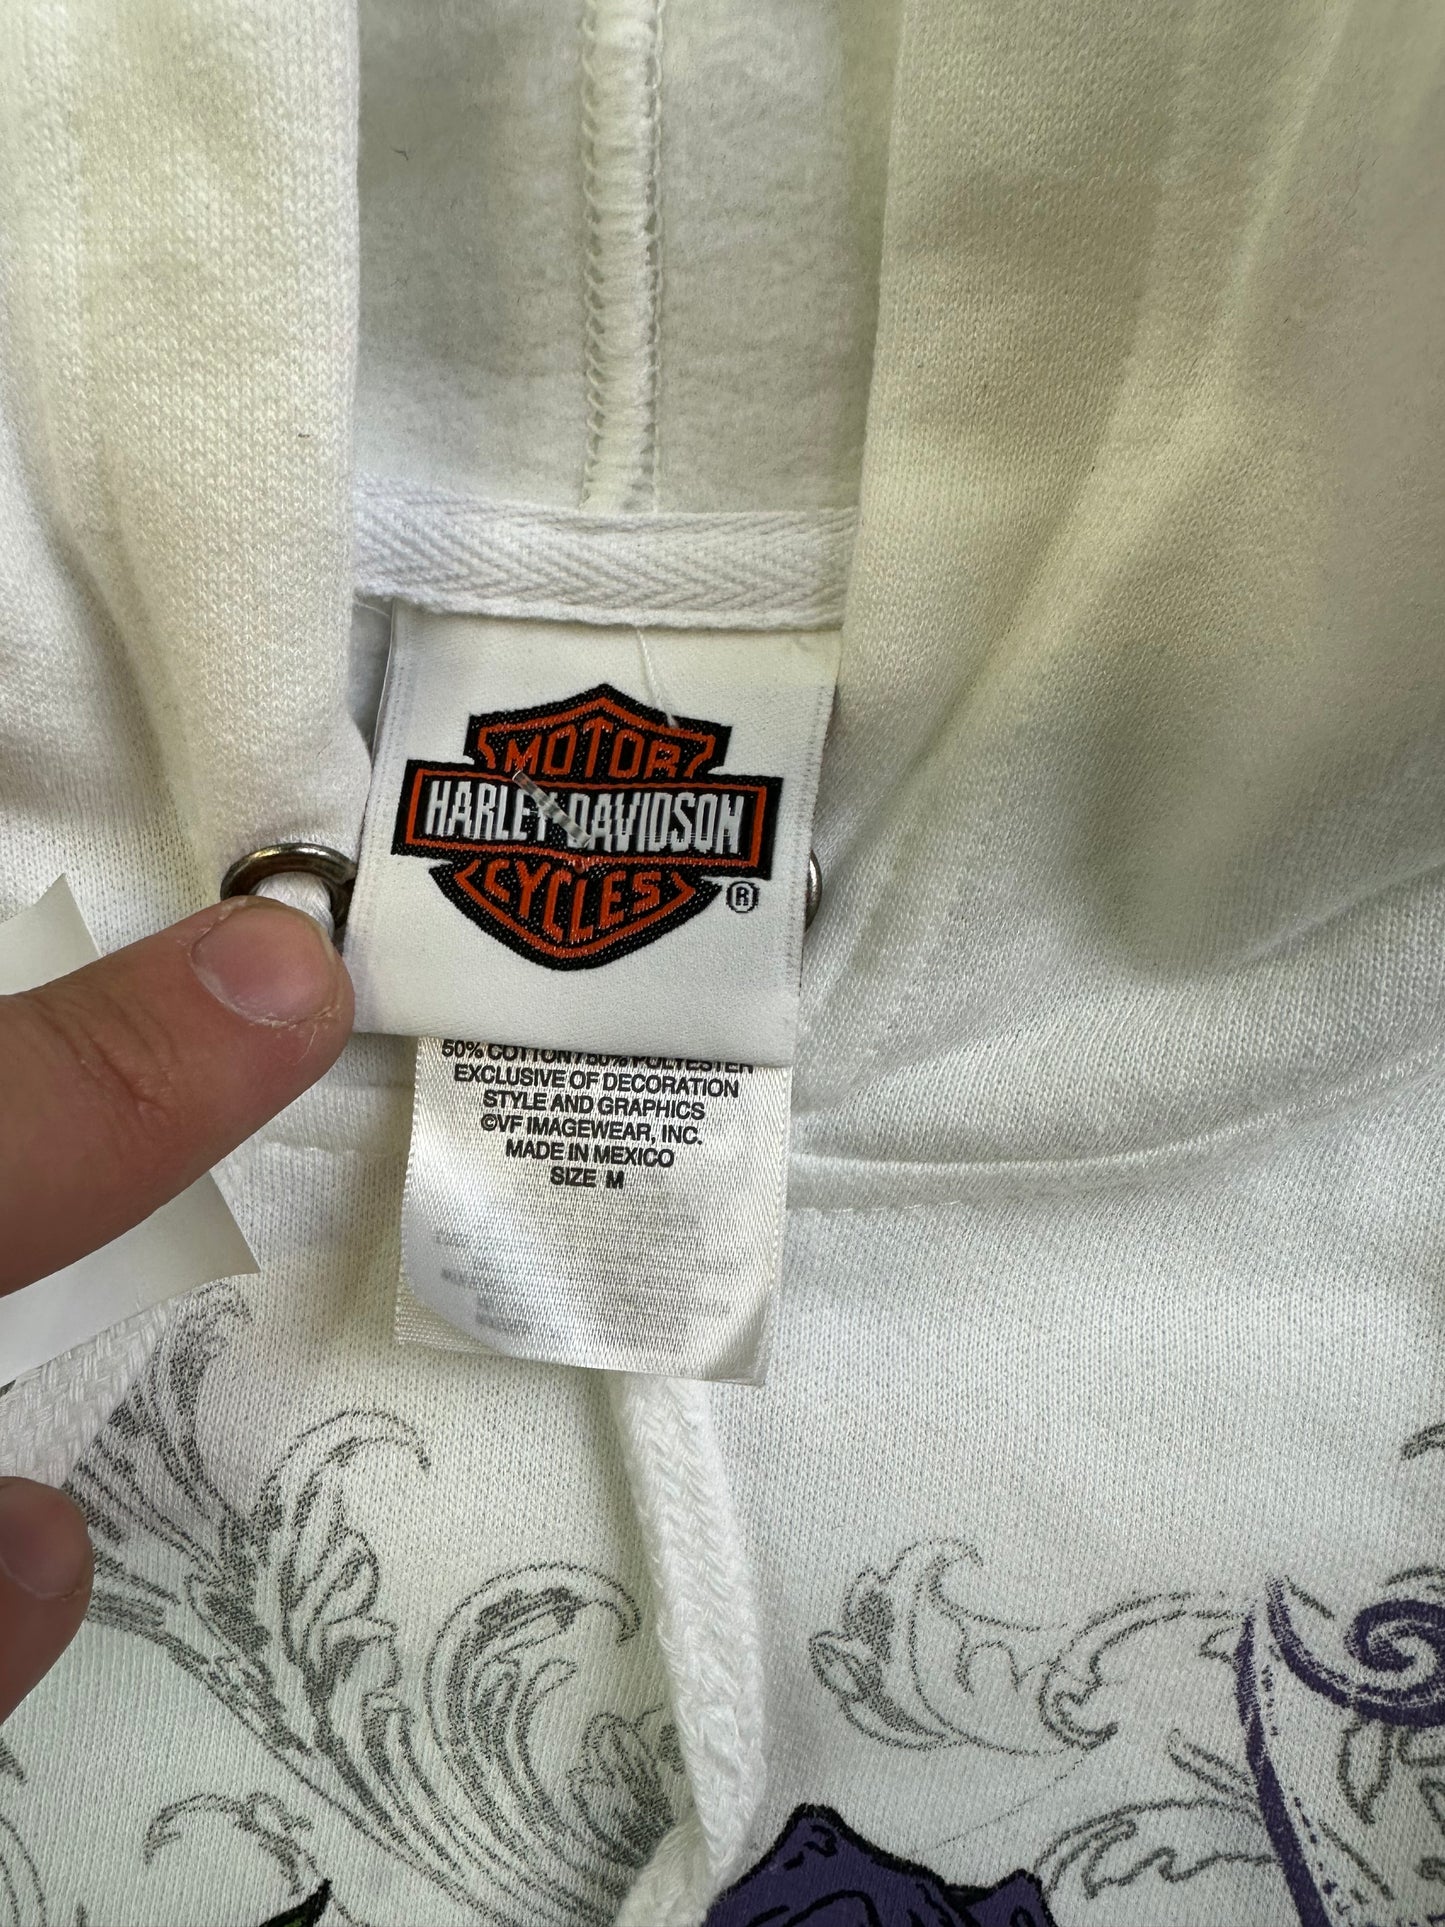 MOTOR
HARLEY-DAVIDSON
CYCLES
®
50% COTTON / 50% POLYESTER
EXCLUSIVE OF DECORATION
STYLE AND GRAPHICS
©VF IMAGEWEAR, INC.
MADE IN MEXICO
SIZE M